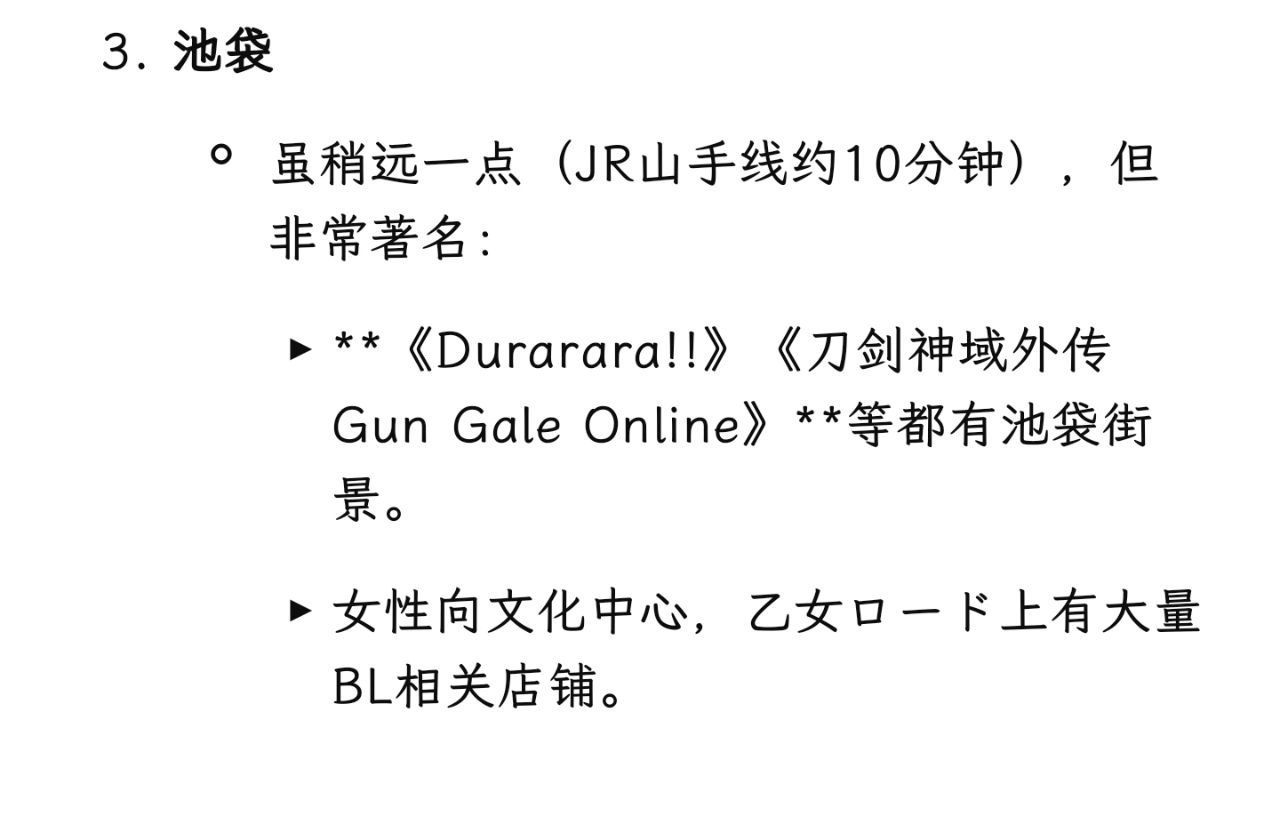 3. 池袋
虽稍远一点（JR山手线约10分钟），但
非常著名：
**《Durarara!!》《刀剑神域外传
Gun Gale Online》**等都有池袋街
景。
女性向文化中心，乙女ロード上有大量
BL相关店铺。